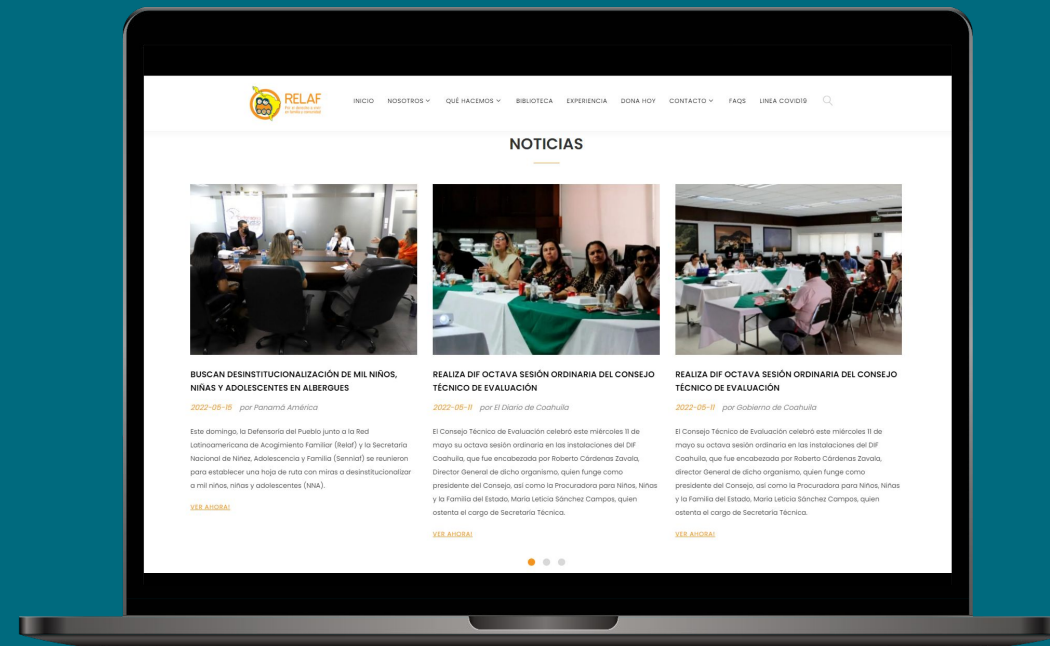 RELAF
INICIO NOSOTROS QUÉ HACEMOS BIBLIOTECA EXPERIENCIA DONA HOY CONTACTO FAQS LINEA COVID19
NOTICIAS
BUSCAN DESINSTITUCIONALIZACIÓN DE MIL NIÑOS,
NIÑAS Y ADOLESCENTES EN ALBERGUES
2022-05-15 por Panamá América
Este domingo, la Defensoría del Pueblo junto a la Red
Latinoamericana de Acogimiento Familiar (Relaf) y la Secretaría
Nacional de Niñez, Adolescencia y Familia (Senniaf) se reunieron
para establecer una hoja de ruta con miras a desinstitucionalizar
a mil niños, niñas y adolescentes (NNA).
VER AHORA!
REALIZA DIF OCTAVA SESIÓN ORDINARIA DEL CONSEJO
TÉCNICO DE EVALUACIÓN
2022-05-11 por El Diario de Coahuila
El Consejo Técnico de Evaluación celebró este miércoles 11 de
mayo su octava sesión ordinaria en las instalaciones del DIF
Coahuila, que fue encabezada por Roberto Cárdenas Zavala,
Director General de dicho organismo, quien funge como
presidente del Consejo, así como la Procuradora para Niños, Niñas
y la Familia del Estado, María Leticia Sánchez Campos, quien
ostenta el cargo de Secretaria Técnica.
VER AHORA!
REALIZA DIF OCTAVA SESIÓN ORDINARIA DEL CONSEJO
TÉCNICO DE EVALUACIÓN
2022-05-11 por Gobierno de Coahuila
El Consejo Técnico de Evaluación celebró este miércoles 11 de
mayo su octava sesión ordinaria en las instalaciones del DIF
Coahuila, que fue encabezada por Roberto Cárdenas Zavala,
director General de dicho organismo, quien funge como
presidente del Consejo, así como la Procuradora para Niños, Niñas
y la Familia del Estado, María Leticia Sánchez Campos, quien
ostenta el cargo de Secretaria Técnica.
VER AHORA!